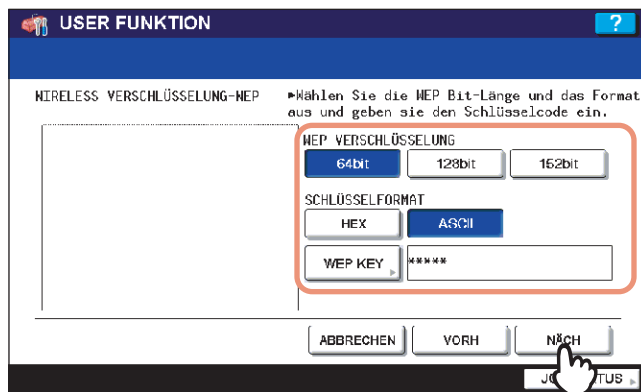 USER FUNKTION
?
WIRELESS VERSCHLÜSSELUNG-WEP
►Wählen Sie die WEP Bit-Länge und das Format
aus und geben sie den Schlüsselcode ein.
WEP VERSCHLÜSSELUNG
64bit 128bit 152bit
SCHLÜSSELFORMAT
HEX ASCII
WEP KEY *****
ABBRECHEN VORH NÄCH